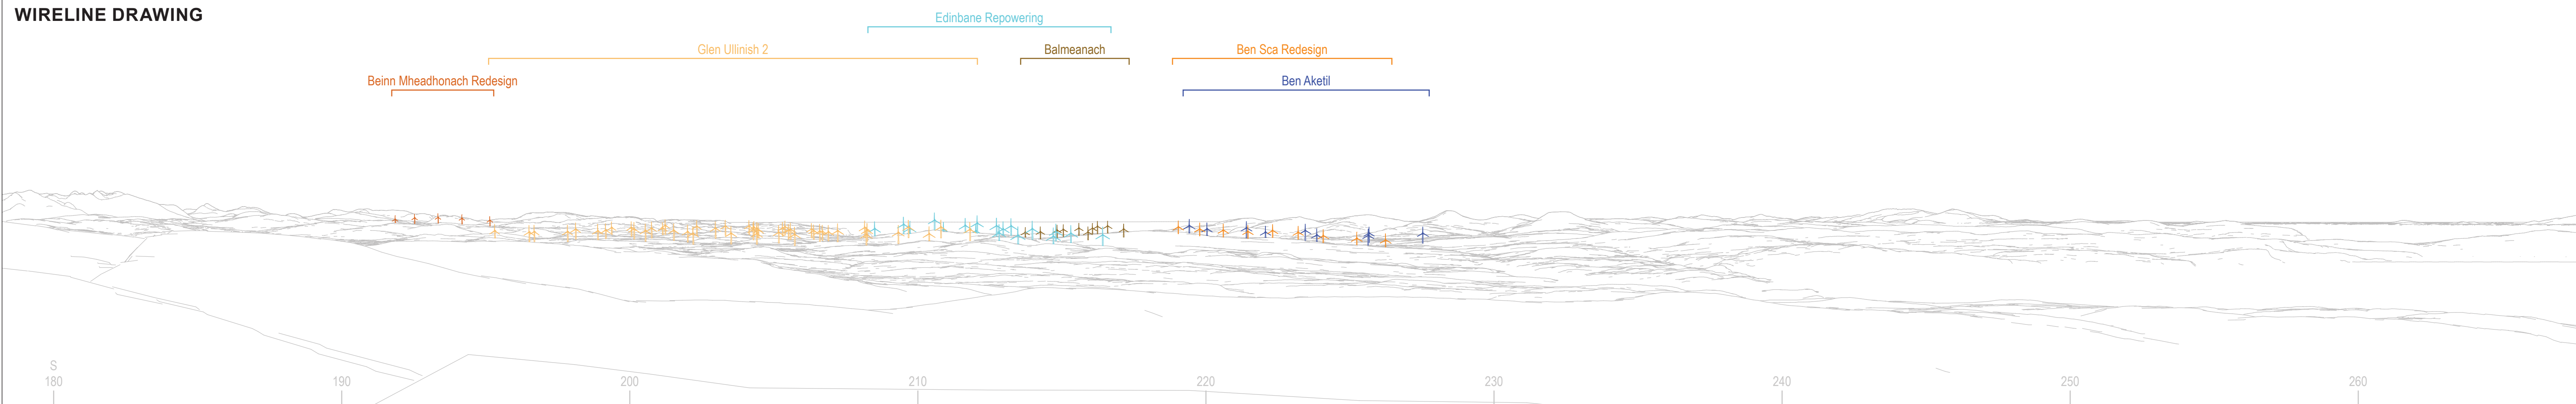 WIRELINE DRAWING
Edinbane Repowering
Glen Ullinish 2
Balmeanach
Ben Sca Redesign
Beinn Mheadhonach Redesign
Ben Aketil
S
180
190
200
210
220
230
240
250
260